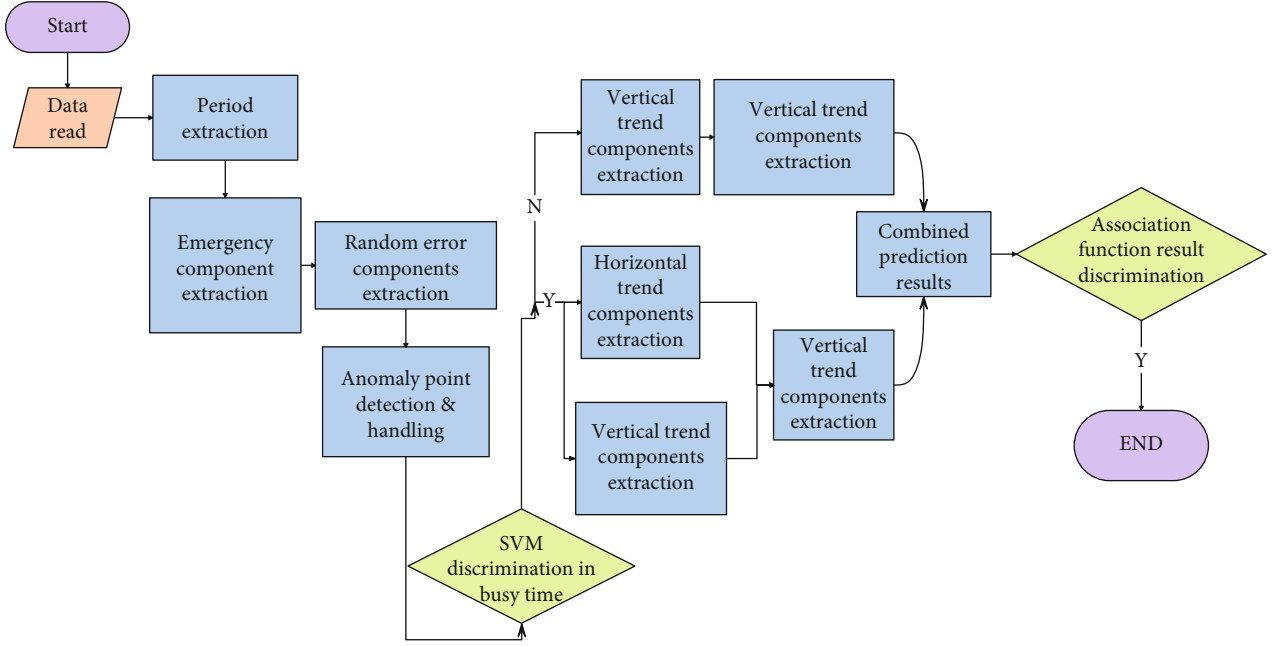 Start
Data
read
Period
extraction
Emergency
component
extraction
Random error
components
extraction
Anomaly point
detection &
handling
SVM
discrimination in
busy time
N
Vertical
trend
components
extraction
Vertical trend
components
extraction
Y
Horizontal
trend
components
extraction
Vertical trend
components
extraction
Vertical
trend
components
extraction
Combined
prediction
results
Association
function result
discrimination
Y
END